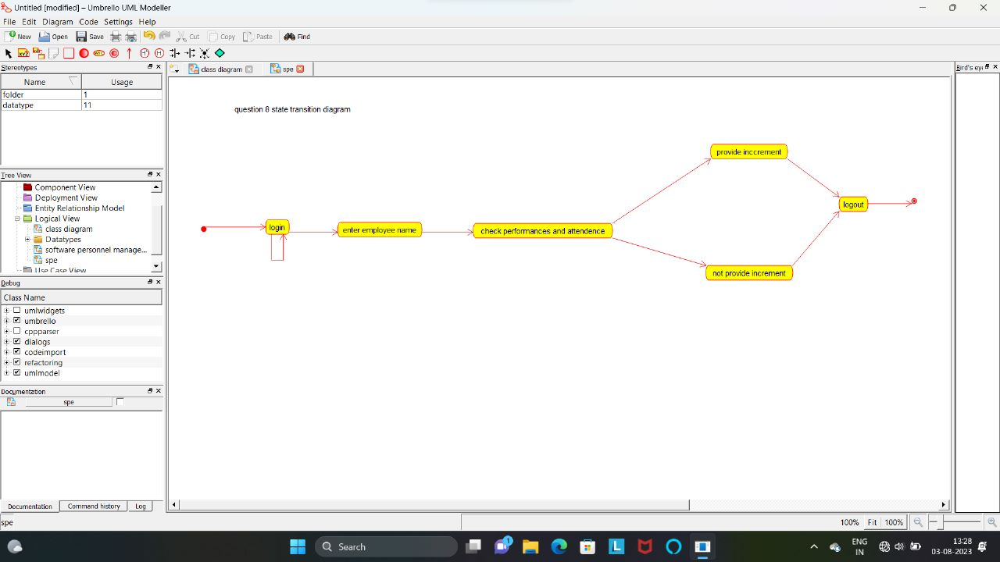 Untitled [modified] – Umbrello UML Modeller
File Edit Diagram Code Settings Help
New Open Save Cut Copy Paste Find
Stereotypes
Name Usage
folder 1
datatype 11
Tree View
Component View
Deployment View
Entity Relationship Model
Logical View
class diagram
Datatypes
software personnel manage...
spe
Use Case View
Debug
Class Name
umlwidgets
umbrello
cppparser
dialogs
codeimport
refactoring
umlmodel
Documentation
spe
Documentation Command history Log
class diagram spe
question 8 state transition diagram
provide inccrement
login
enter employee name
check performances and attendence
logout
not provide increment
Bird's eye
spe
100% Fit 100%
Search
1
L
ENG
IN
13:28
03-08-2023